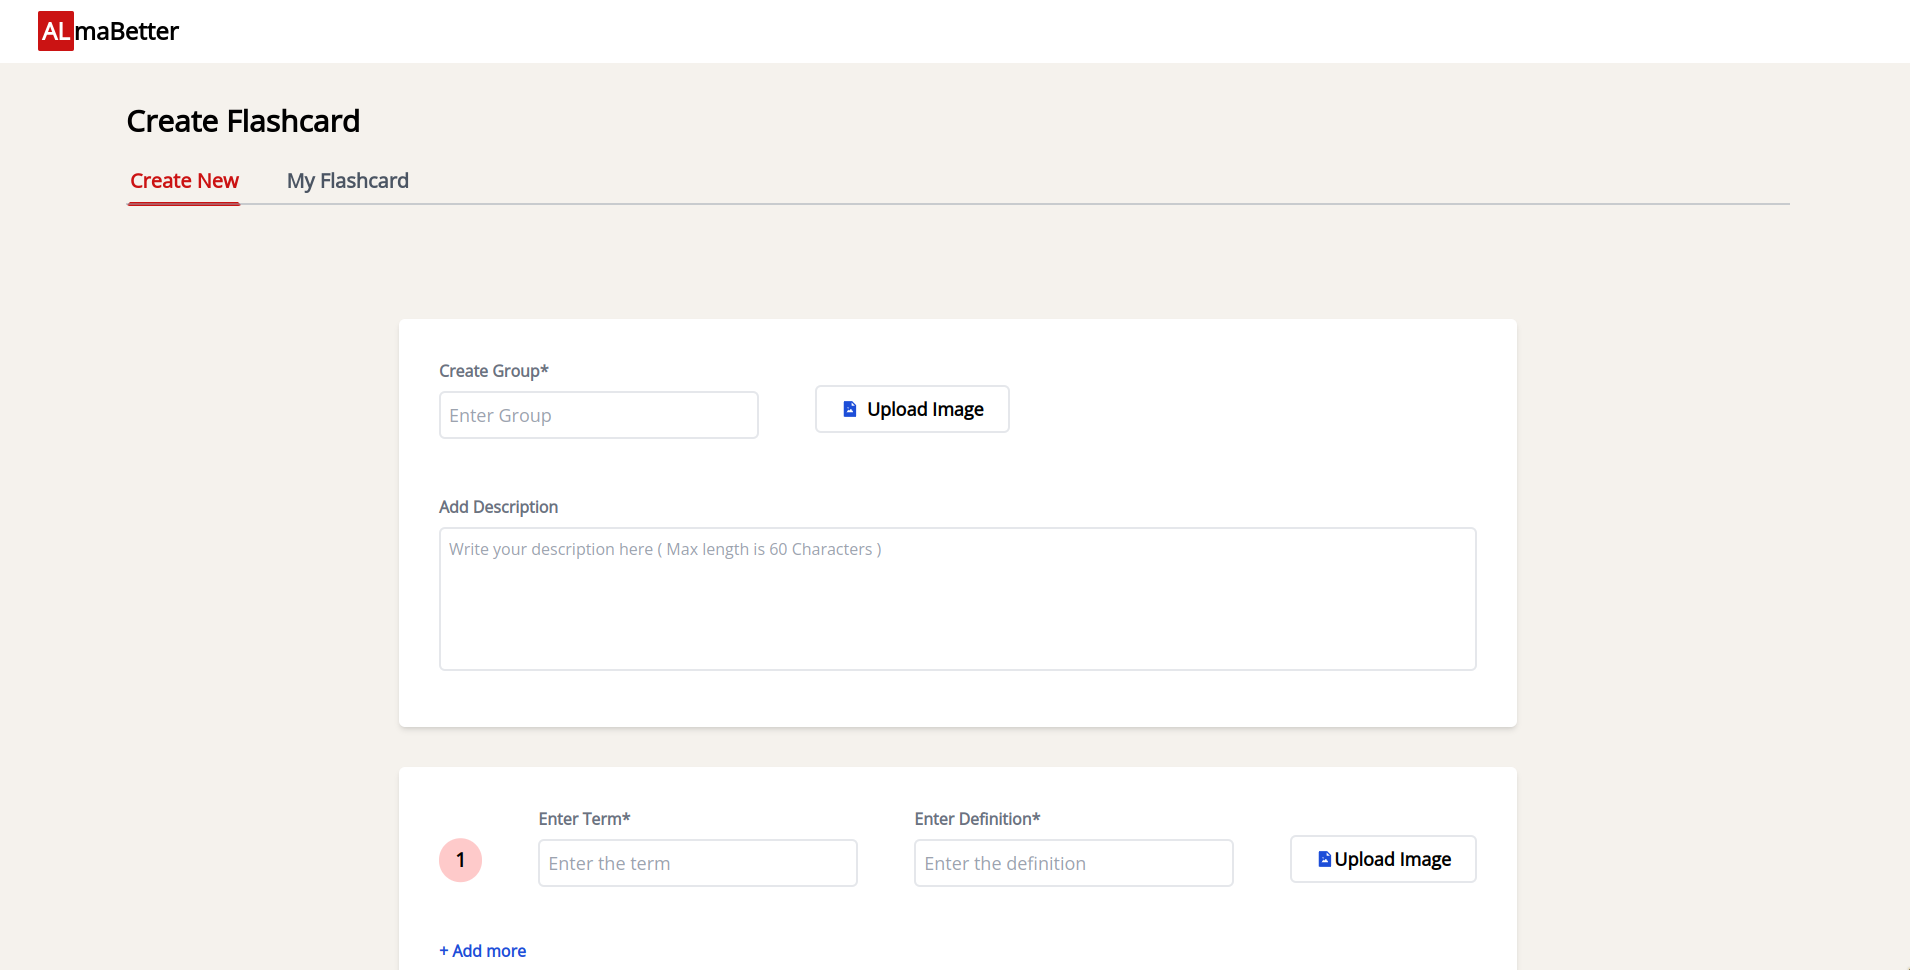 ALmaBetter
Create Flashcard
Create New My Flashcard
Create Group*
Enter Group
Upload Image
Add Description
Write your description here ( Max length is 60 Characters )
Enter Term* Enter Definition*
1 Enter the term Enter the definition Upload Image
+ Add more